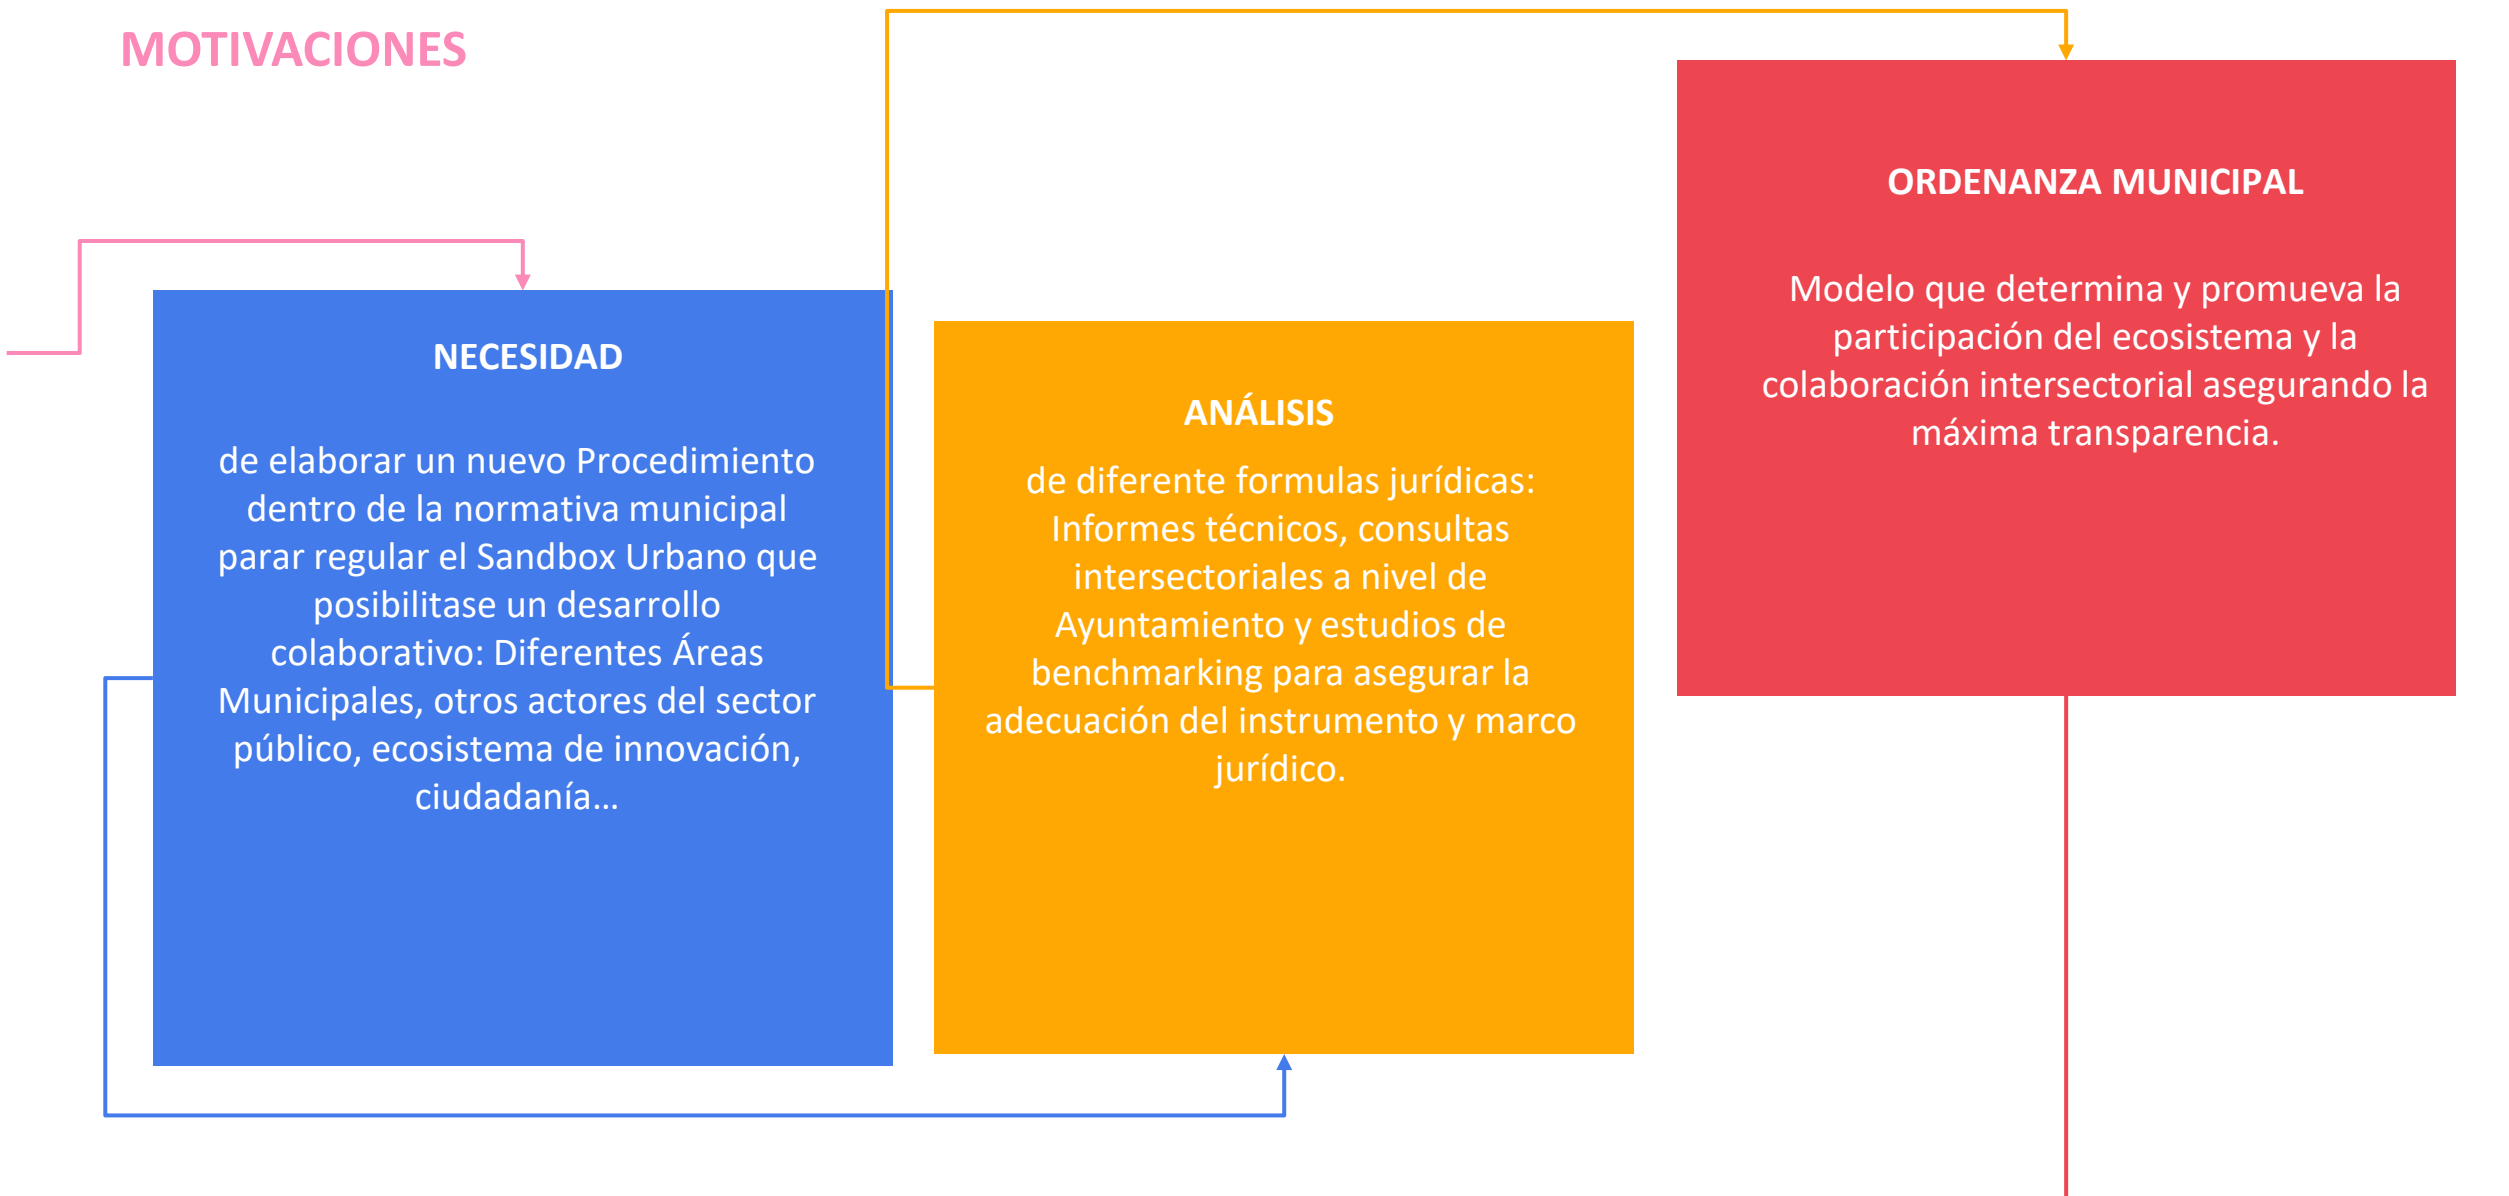 MOTIVACIONES
NECESIDAD
de elaborar un nuevo Procedimiento
dentro de la normativa municipal
parar regular el Sandbox Urbano que
posibilitase un desarrollo
colaborativo: Diferentes Áreas
Municipales, otros actores del sector
público, ecosistema de innovación,
ciudadanía...
ANÁLISIS
de diferente formulas jurídicas:
Informes técnicos, consultas
intersectoriales a nivel de
Ayuntamiento y estudios de
benchmarking para asegurar la
adecuación del instrumento y marco
jurídico.
ORDENANZA MUNICIPAL
Modelo que determina y promueva la
participación del ecosistema y la
colaboración intersectorial asegurando la
máxima transparencia.